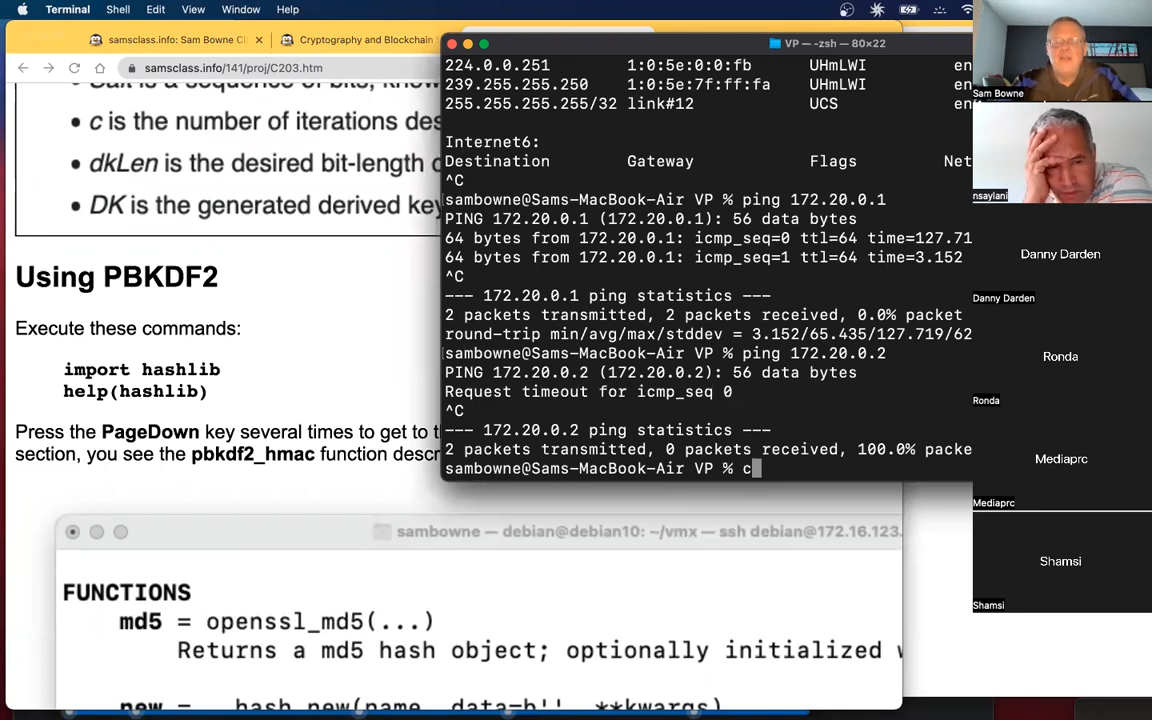 Terminal Shell Edit View Window Help
samsclass.info: Sam Bowne Cl
Cryptography and Blockchain
samsclass.info/141/proj/C203.htm
• c is the number of iterations des
• dkLen is the desired bit-length o
• DK is the generated derived key
Using PBKDF2
Execute these commands:
import hashlib
help(hashlib)
Press the PageDown key several times to get to t
section, you see the pbkdf2_hmac function descr
sambowne — debian@debian10: ~/vmx — ssh debian@172.16.123.
FUNCTIONS
md5 = openssl_md5(...)
Returns a md5 hash object; optionally initialized w
new = __hash_new(name, data=b'', **kwargs)
VP — -zsh — 80×22
224.0.0.251 1:0:5e:0:0:fb UHmLWI en
239.255.255.250 1:0:5e:7f:ff:fa UHmLWI en
255.255.255.255/32 link#12 UCS en
Internet6:
Destination Gateway Flags Net
^C
sambowne@Sams-MacBook-Air VP % ping 172.20.0.1
PING 172.20.0.1 (172.20.0.1): 56 data bytes
64 bytes from 172.20.0.1: icmp_seq=0 ttl=64 time=127.71
64 bytes from 172.20.0.1: icmp_seq=1 ttl=64 time=3.152
^C
--- 172.20.0.1 ping statistics ---
2 packets transmitted, 2 packets received, 0.0% packet
round-trip min/avg/max/stddev = 3.152/65.435/127.719/62
sambowne@Sams-MacBook-Air VP % ping 172.20.0.2
PING 172.20.0.2 (172.20.0.2): 56 data bytes
Request timeout for icmp_seq 0
^C
--- 172.20.0.2 ping statistics ---
2 packets transmitted, 0 packets received, 100.0% packe
sambowne@Sams-MacBook-Air VP % c
Sam Bowne
nsaylani
Danny Darden
Danny Darden
Ronda
Ronda
Mediaprc
Mediaprc
Shamsi
Shamsi